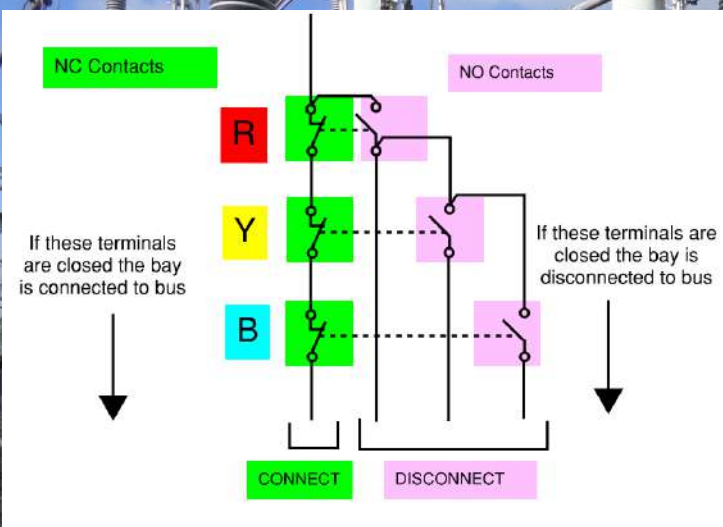 NC Contacts
NO Contacts
R
Y
B
If these terminals
are closed the bay
is connected to bus
If these terminals are
closed the bay is
disconnected to bus
CONNECT
DISCONNECT